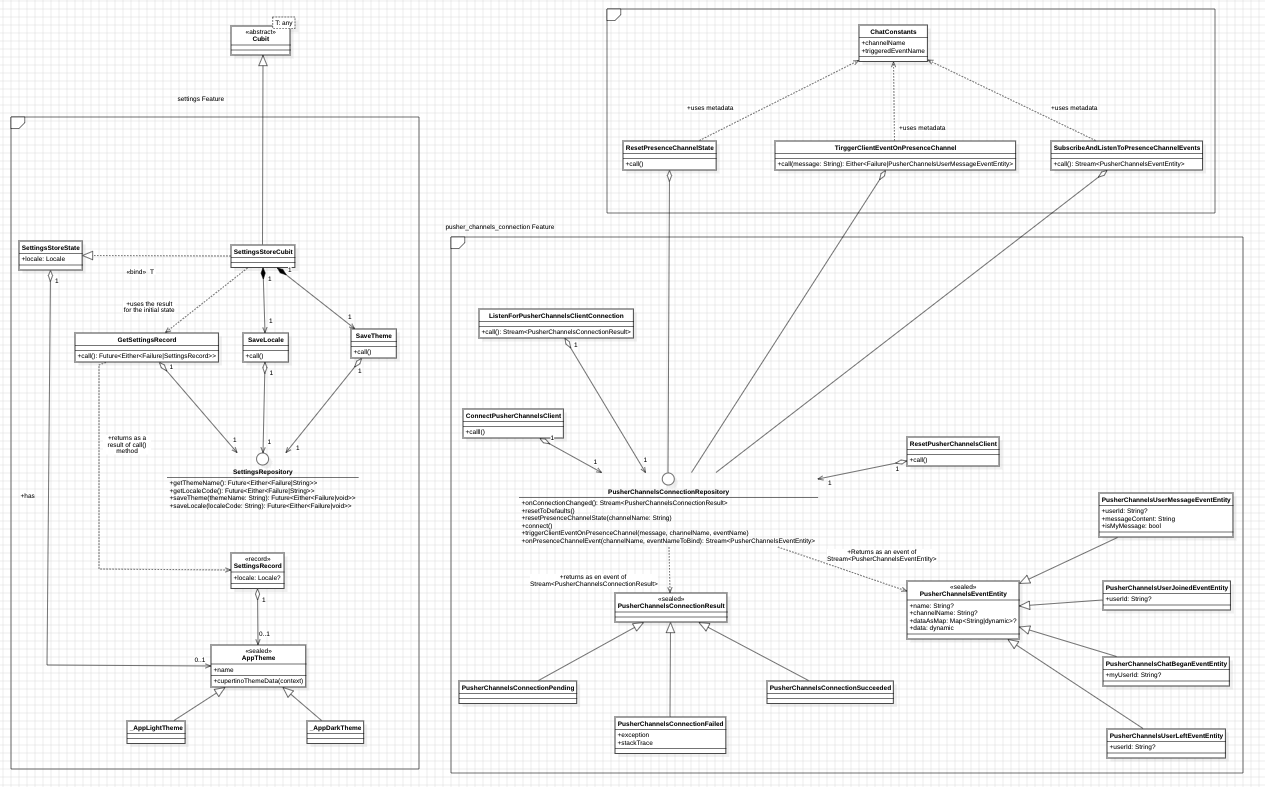 T: any
«abstract»
Cubit
settings Feature
SettingsStoreState
+locale: Locale
1
SettingsStoreCubit
«bind» T
1
1
+uses the result
for the initial state
1
1
GetSettingsRecord
+call(): Future<Either<Failure|SettingsRecord>>
1
SaveLocale
+call()
1
SaveTheme
+call()
1
+returns as a
result of call()
method
1
1
1
SettingsRepository
+getThemeName(): Future<Either<Failure|String>>
+getLocaleCode(): Future<Either<Failure|String>>
+saveTheme(themeName: String): Future<Either<Failure|void>>
+saveLocale(localeCode: String): Future<Either<Failure|void>>
+has
«record»
SettingsRecord
+locale: Locale?
1
0..1
0..1
«sealed»
AppTheme
+name
+cupertinoThemeData(context)
_AppLightTheme
_AppDarkTheme
ChatConstants
+channelName
+triggeredEventName
+uses metadata
+uses metadata
+uses metadata
ResetPresenceChannelState
+call()
TirggerClientEventOnPresenceChannel
+call(message: String): Either<Failure|PusherChannelsUserMessageEventEntity>
SubscribeAndListenToPresenceChannelEvents
+call(): Stream<PusherChannelsEventEntity>
pusher_channels_connection Feature
ListenForPusherChannelsClientConnection
+call(): Stream<PusherChannelsConnectionResult>
1
ConnectPusherChannelsClient
+calll()
1
1
1
ResetPusherChannelsClient
+call()
1
1
PusherChannelsConnectionRepository
+onConnectionChanged(): Stream<PusherChannelsConnectionResult>
+resetToDefaults()
+resetPresenceChannelState(channelName: String)
+connect()
+triggerClientEventOnPresenceChannel(message, channelName, eventName)
+onPresenceChannelEvent(channelName, eventNameToBind): Stream<PusherChannelsEventEntity>
+Returns as an event of
Stream<PusherChannelsEventEntity>
+returns as en event of
Stream<PusherChannelsConnectionResult>
«sealed»
PusherChannelsConnectionResult
PusherChannelsConnectionPending
PusherChannelsConnectionSucceeded
PusherChannelsConnectionFailed
+exception
+stackTrace
«sealed»
PusherChannelsEventEntity
+name: String?
+channelName: String?
+dataAsMap: Map<String|dynamic>?
+data: dynamic
PusherChannelsUserMessageEventEntity
+userId: String?
+messageContent: String
+isMyMessage: bool
PusherChannelsUserJoinedEventEntity
+userId: String?
PusherChannelsChatBeganEventEntity
+myUserId: String?
PusherChannelsUserLeftEventEntity
+userId: String?